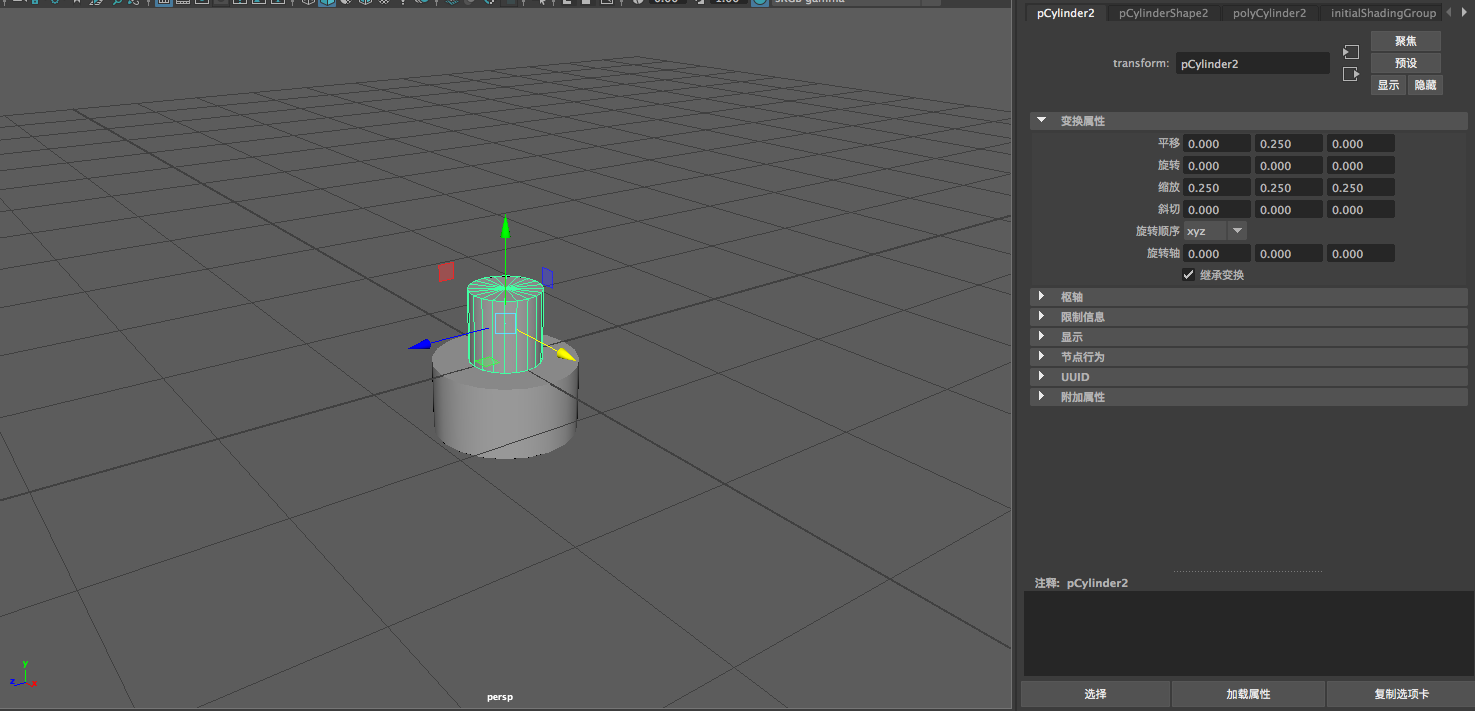 pCylinder2 pCylinderShape2 polyCylinder2 initialShadingGroup
聚焦
transform: pCylinder2
预设
显示 隐藏
变换属性
平移 0.000 0.250 0.000
旋转 0.000 0.000 0.000
缩放 0.250 0.250 0.250
斜切 0.000 0.000 0.000
旋转顺序 xyz
旋转轴 0.000 0.000 0.000
继承变换
枢轴
限制信息
显示
节点行为
UUID
附加属性
注释: pCylinder2
y
z x
persp
选择 加载属性 复制选项卡